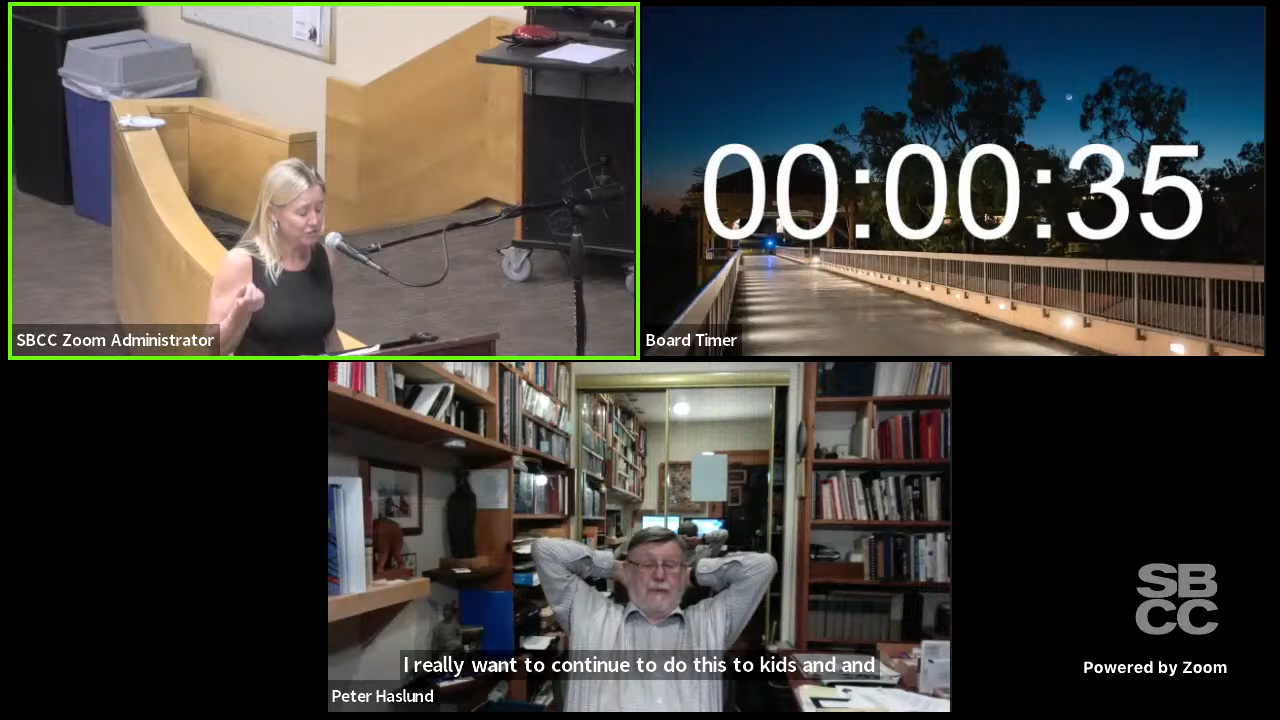 SBCC Zoom Administrator
00:00:35
Board Timer
I really want to continue to do this to kids and and
Peter Haslund
SB
CC
Powered by Zoom